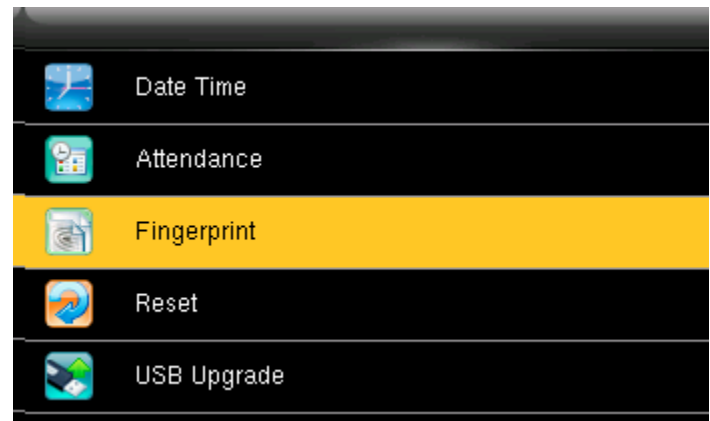 Date Time
Attendance
Fingerprint
Reset
USB Upgrade